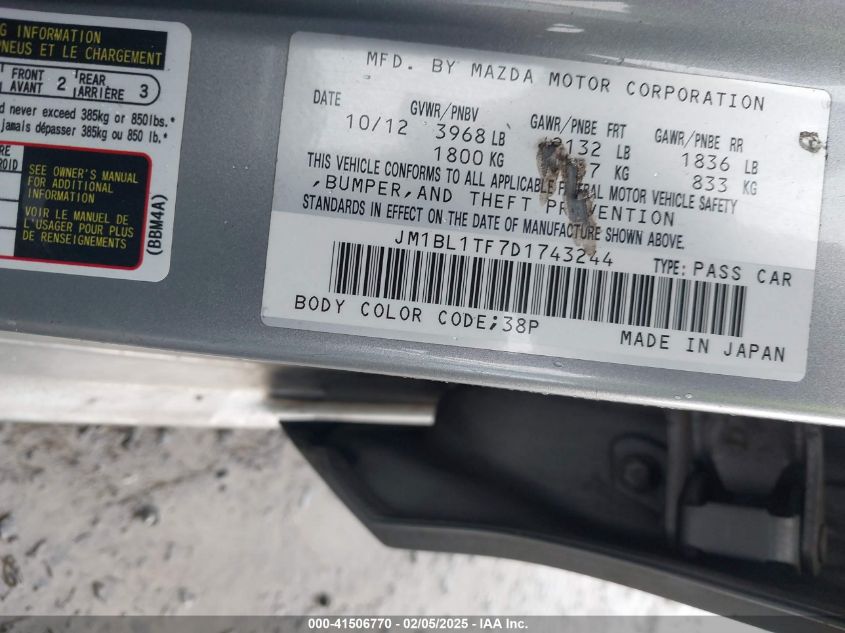 G INFORMATION
PNEUS ET LE CHARGEMENT
FRONT AVANT 2 REAR ARRIÈRE 3
d never exceed 385kg or 850lbs.*
jamais dépasser 385kg ou 850 lb.*
SEE OWNER'S MANUAL
FOR ADDITIONAL
INFORMATION
VOIR LE MANUEL DE
L'USAGER POUR PLUS
DE RENSEIGNEMENTS
(BBM4A)
MFD. BY MAZDA MOTOR CORPORATION
DATE GVWR/PNBV GAWR/PNBE FRT GAWR/PNBE RR
10/12 3968 LB 132 LB 1836 LB
1800 KG 7 KG 833 KG
THIS VEHICLE CONFORMS TO ALL APPLICABLE MOTOR VEHICLE SAFETY
,BUMPER,AND THEFT
STANDARDS IN EFFECT ON THE DATE OF MANUFACTURE SHOWN ABOVE.
JM1BL1TF7D1743244 TYPE: PASS CAR
BODY COLOR CODE;38P
MADE IN JAPAN
000-41506770 - 02/05/2025 - IAA Inc.